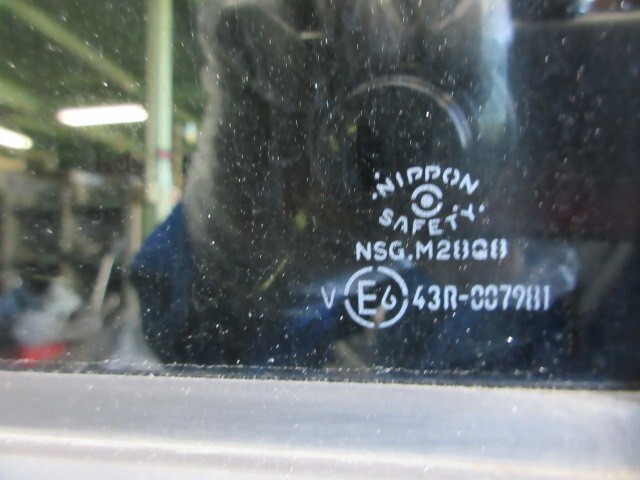 NIPPON
SAFETY
NSG.M28Q8
V E6 43R-007981